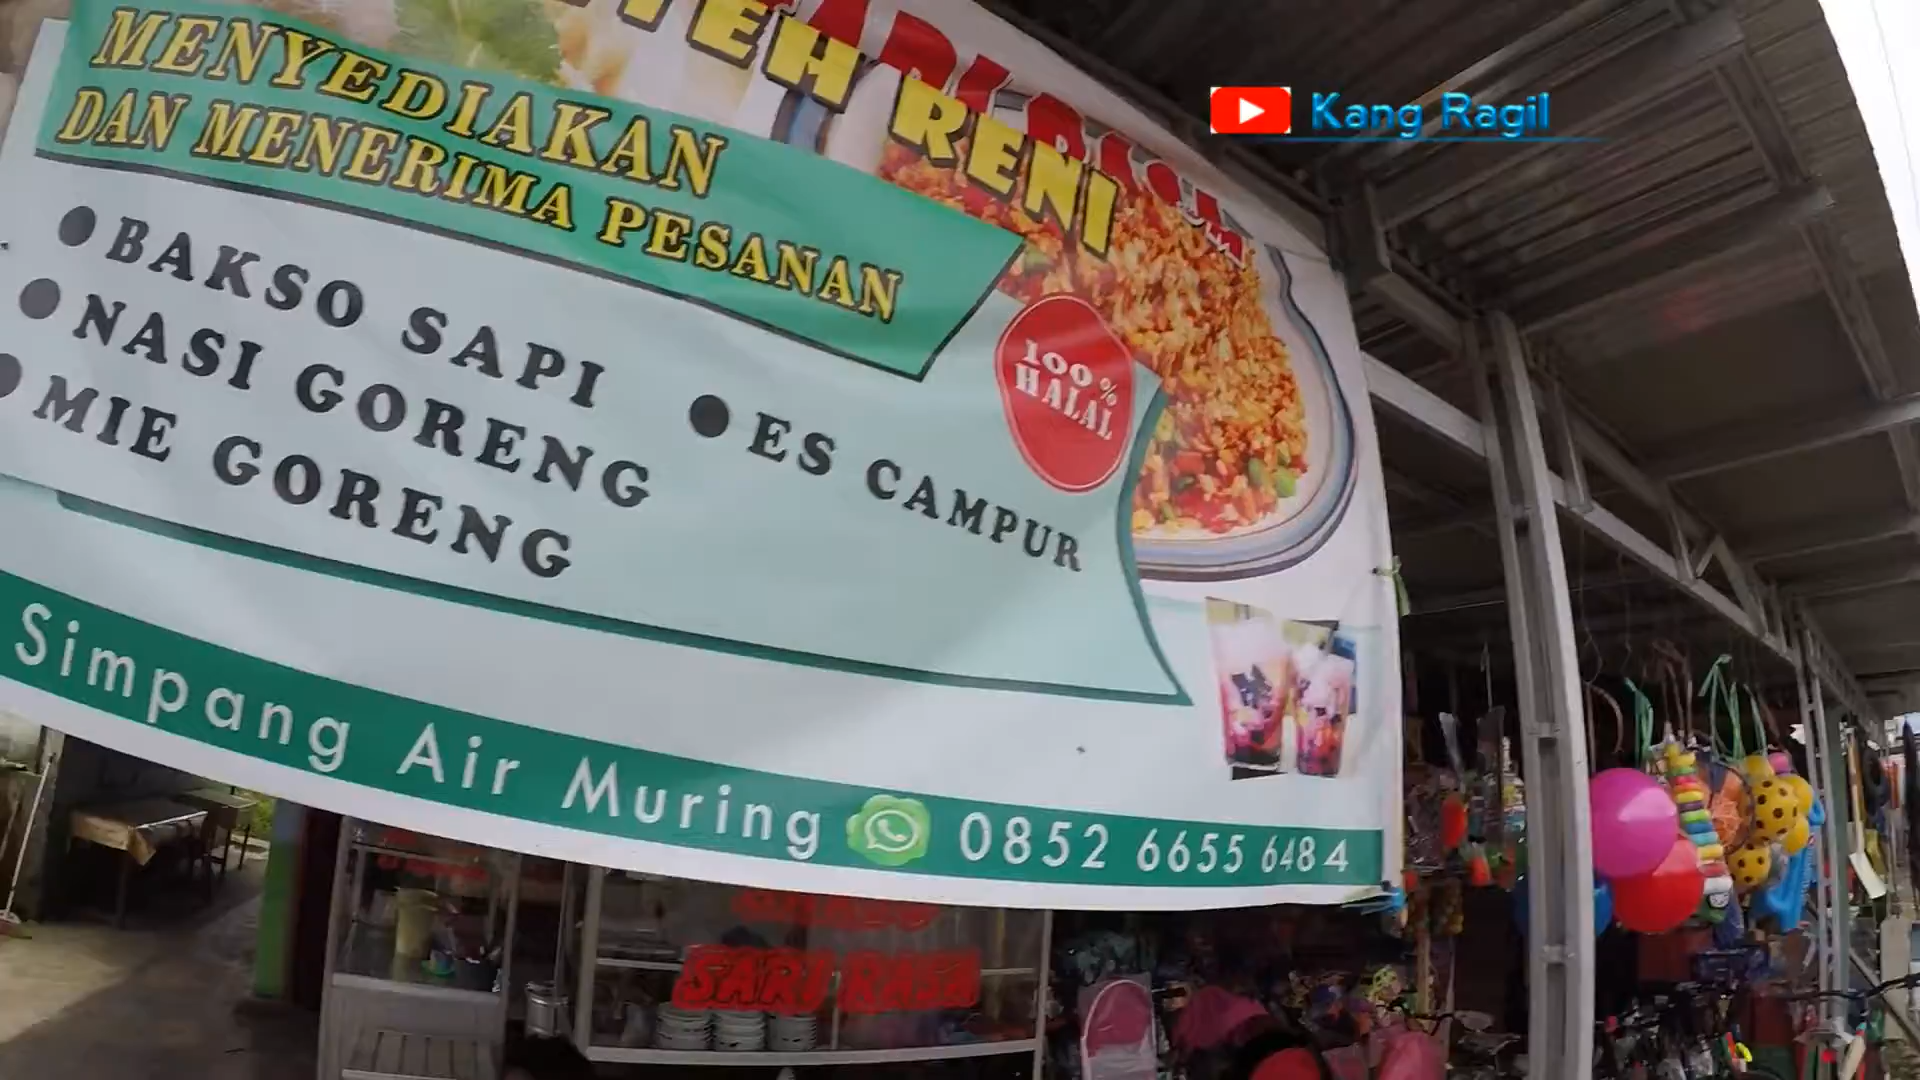 TEH RENI
Kang Ragil
MENYEDIAKAN
DAN MENERIMA PESANAN
BAKSO SAPI
NASI GORENG
MIE GORENG
ES CAMPUR
100%
HALAL
Simpang Air Muring 0852 6655 6484
SARI RASA